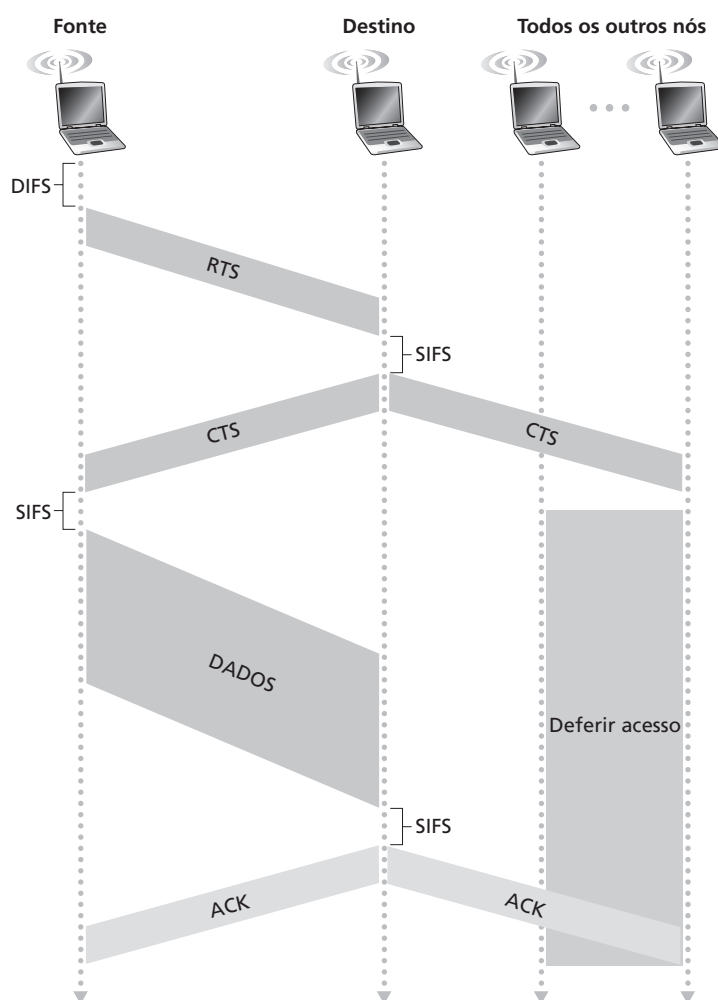 Fonte
Destino
Todos os outros nós
DIFS
RTS
SIFS
CTS
CTS
SIFS
DADOS
Deferir acesso
SIFS
ACK
ACK